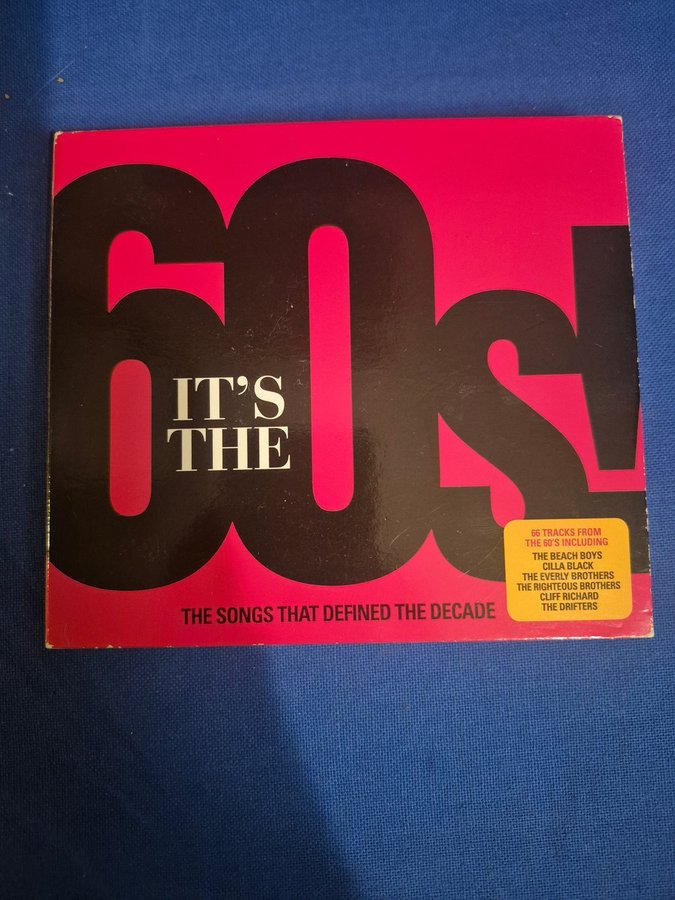 60s!
IT'S
THE
66 TRACKS FROM
THE 60'S INCLUDING
THE BEACH BOYS
CILLA BLACK
THE EVERLY BROTHERS
THE RIGHTEOUS BROTHERS
CLIFF RICHARD
THE DRIFTERS
THE SONGS THAT DEFINED THE DECADE